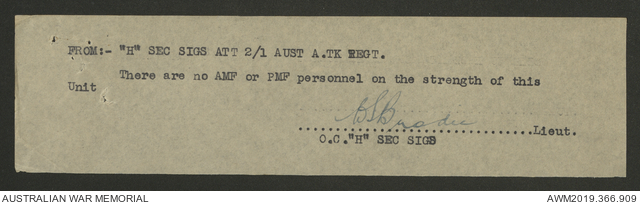 FROM:- "H" SEC SIGS ATT 2/1 AUST A.TK REGT.
There are no AMF or PMF personnel on the strength of this
Unit
..............................Lieut.
O.C."H" SEC SIGS
AUSTRALIAN WAR MEMORIAL AWM2019.366.909